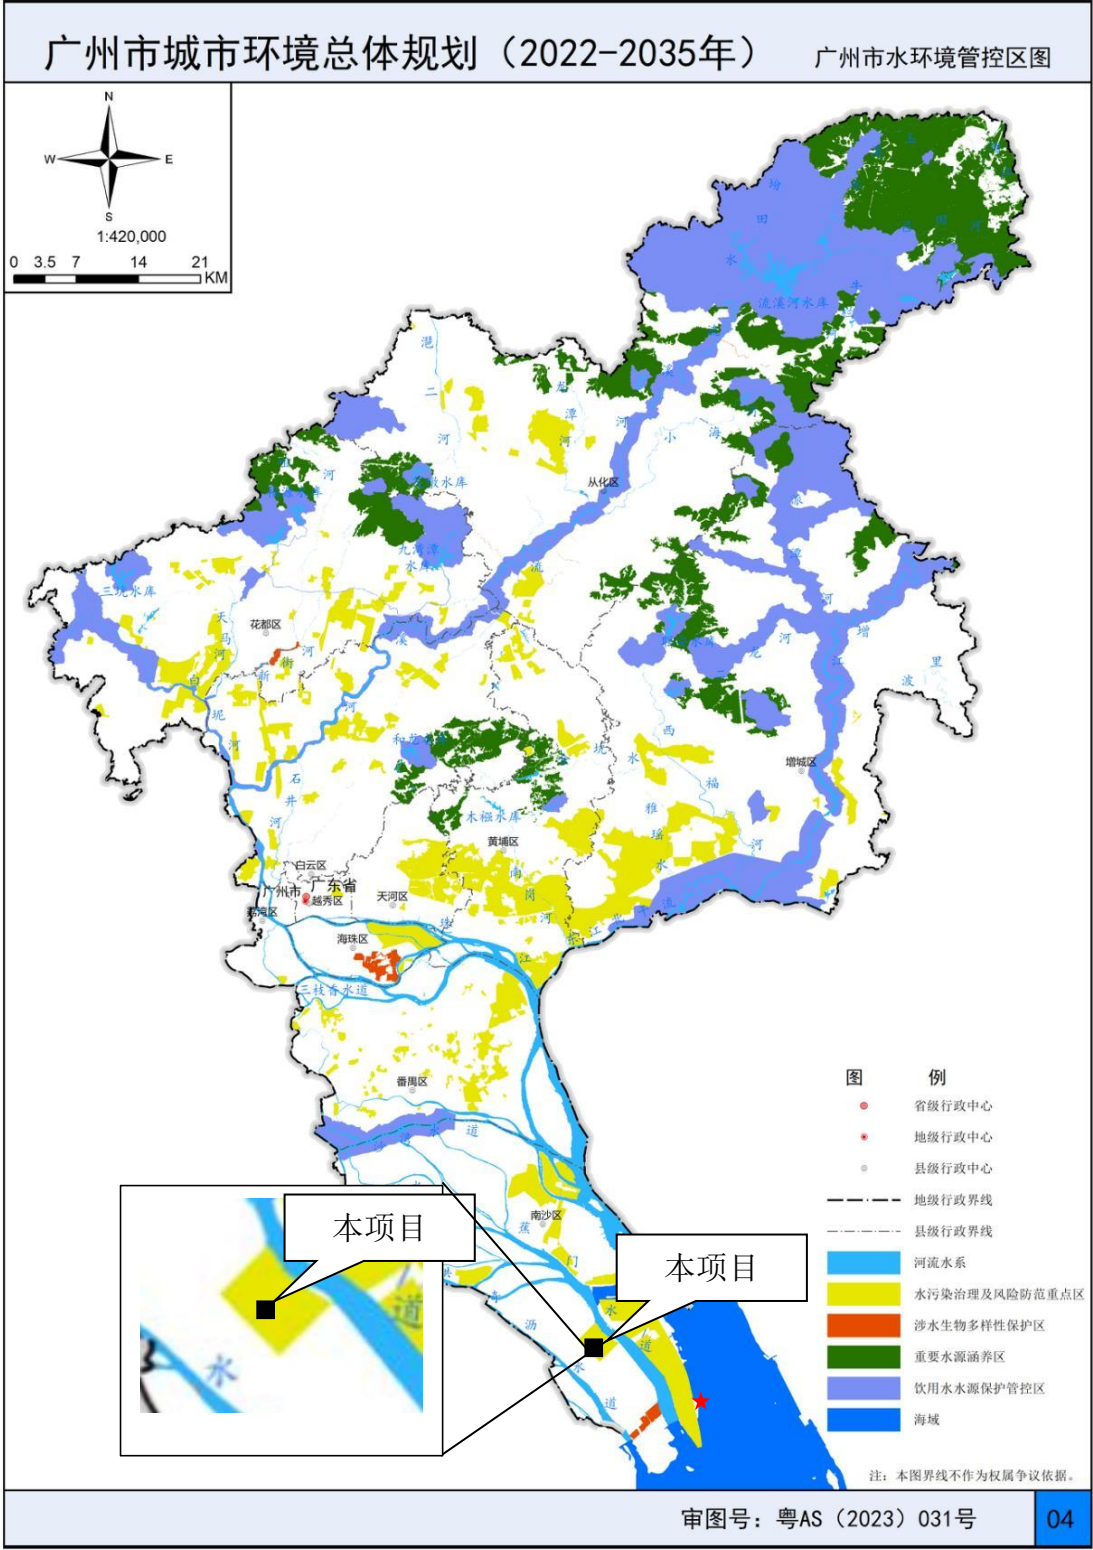 广州市城市环境总体规划（2022-2035年） 广州市水环境管控区图
N
W E
S
1:420,000
0 3.5 7 14 21 KM
流溪河水库
从化区
三坑水库
花都区
九湾潭
水库
增城区
木强水库
黄埔区
白云区
广州市 广东省
越秀区
天河区
荔湾区
海珠区
三枝香水道
番禺区
南沙区
本项目
本项目
水
道
图 例
省级行政中心
地级行政中心
县级行政中心
地级行政界线
县级行政界线
河流水系
水污染治理及风险防范重点区
涉水生物多样性保护区
重要水源涵养区
饮用水水源保护管控区
海域
注：本图界线不作为权属争议依据。
审图号：粤AS（2023）031号 04